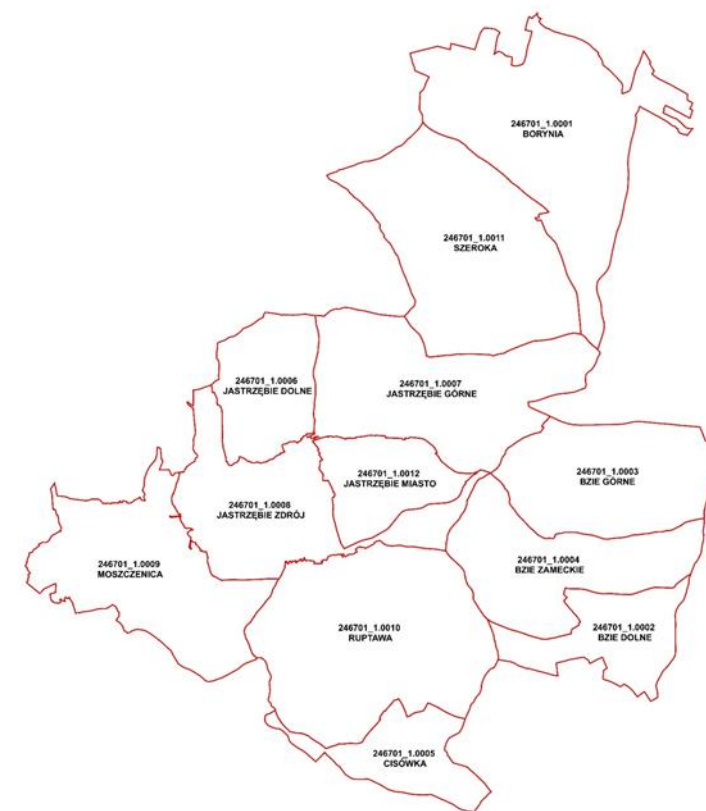 246701_1.0001
BORYNIA
246701_1.0011
SZEROKA
246701_1.0006
JASTRZĘBIE DOLNE
246701_1.0007
JASTRZĘBIE GÓRNE
246701_1.0012
JASTRZĘBIE MIASTO
246701_1.0003
BZIE GÓRNE
246701_1.0008
JASTRZĘBIE ZDRÓJ
246701_1.0004
BZIE ZAMECKIE
246701_1.0009
MOSZCZENICA
246701_1.0010
RUPTAWA
246701_1.0002
BZIE DOLNE
246701_1.0005
CISÓWKA